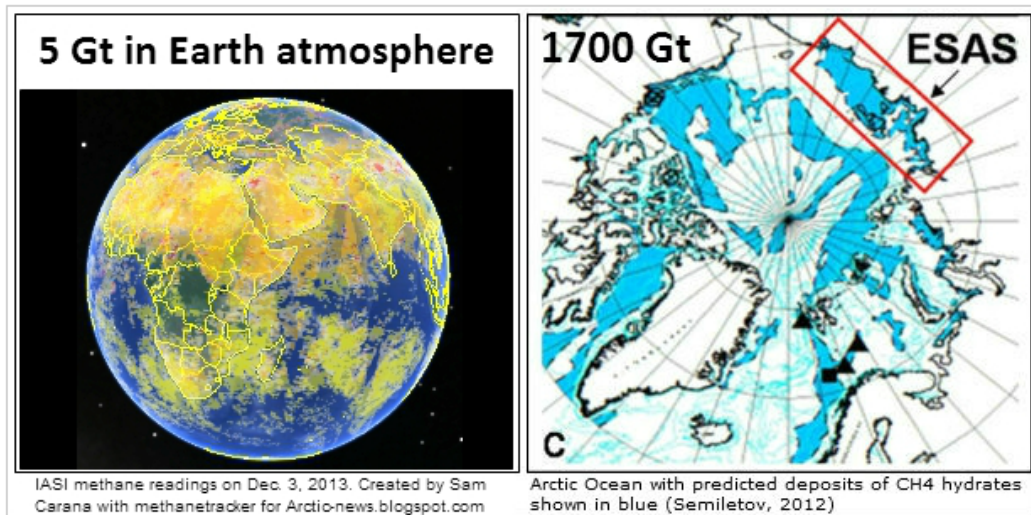 5 Gt in Earth atmosphere
IASI methane readings on Dec. 3, 2013. Created by Sam
Carana with methanetracker for Arctic-news.blogspot.com
1700 Gt
ESAS
C
Arctic Ocean with predicted deposits of CH4 hydrates
shown in blue (Semiletov, 2012)